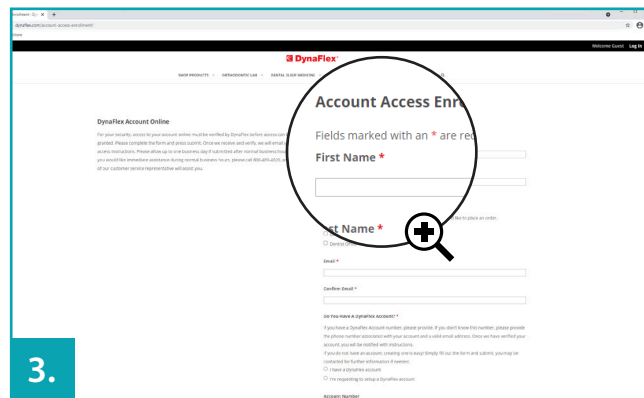 dynaflex.com/account-access-enrollment/
Welcome Guest Log In
DynaFlex
SHOP PRODUCTS
ORTHODONTIC LAB
DENTAL SLEEP MEDICINE
Account Access Enro
Fields marked with an * are rec
First Name *
st Name *
DynaFlex Account Online
For your security, access to your account online must be verified by DynaFlex before access can
granted. Please complete the form and press submit. Once we receive and verify, we will email
access instructions. Please allow up to one business day if submitted after normal business hou
you would like immediate assistance during normal business hours, please call 800-489-4020,
of our customer service representative will assist you.
like to place an order.
Dentist
Email *
Confirm Email *
Do You Have A DynaFlex Account? *
If you have a DynaFlex Account number, please provide. If you don't know this number, please provide
the phone number associated with your account and a valid email address. Once we have verified your
account, you will be notified with instructions.
If you do not have an account, creating one is easy! Simply fill out the form and submit, you may be
contacted for further information if needed.
I have a DynaFlex account
I'm requesting to setup a DynaFlex account
Account Number
3.